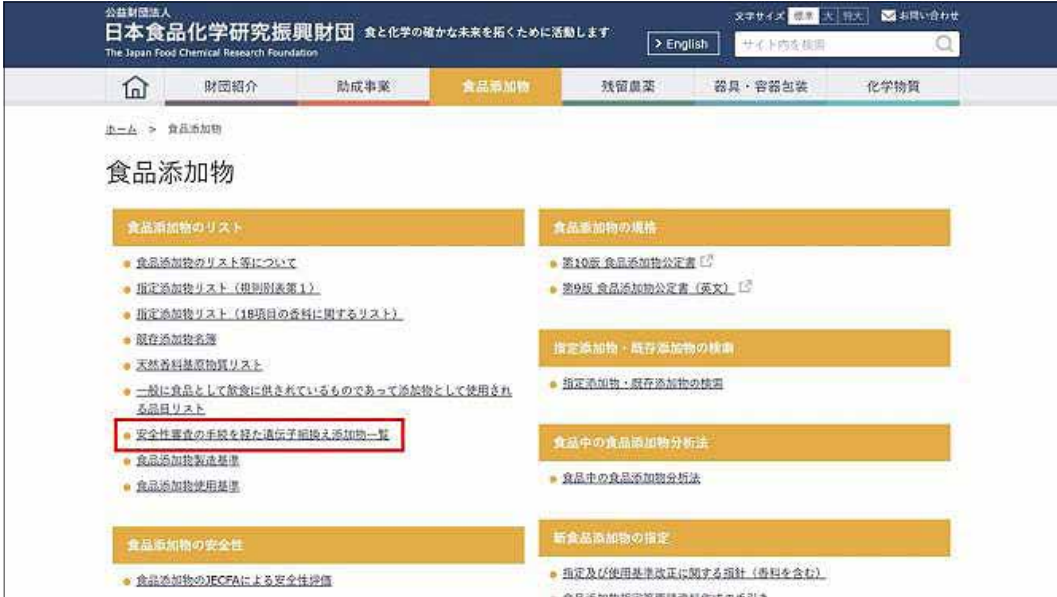 公益財団法人
日本食品化学研究振興財団
The Japan Food Chemical Research Foundation
食と化学の確かな未来を拓くために活動します
文字サイズ 標準 大 特大 お問い合わせ
> English
サイト内を検索
財団紹介 助成事業 食品添加物 残留農薬 器具・容器包装 化学物質
ホーム > 食品添加物
食品添加物
食品添加物のリスト
食品添加物のリスト等について
指定添加物リスト（規則別表第1）
指定添加物リスト（18項目の香料に関するリスト）
既存添加物名簿
天然香料基原物質リスト
一般に食品として飲食に供されているものであって添加物として使用され
る品目リスト
安全性審査の手続を経た遺伝子組換え添加物一覧
食品添加物製造基準
食品添加物使用基準
食品添加物の安全性
食品添加物のJECFAによる安全性評価
食品添加物の規格
第10版 食品添加物公定書
第9版 食品添加物公定書（英文）
指定添加物・既存添加物の検索
指定添加物・既存添加物の検索
食品中の食品添加物分析法
食品中の食品添加物分析法
新食品添加物の指定
指定及び使用基準改正に関する指針（香料を含む）